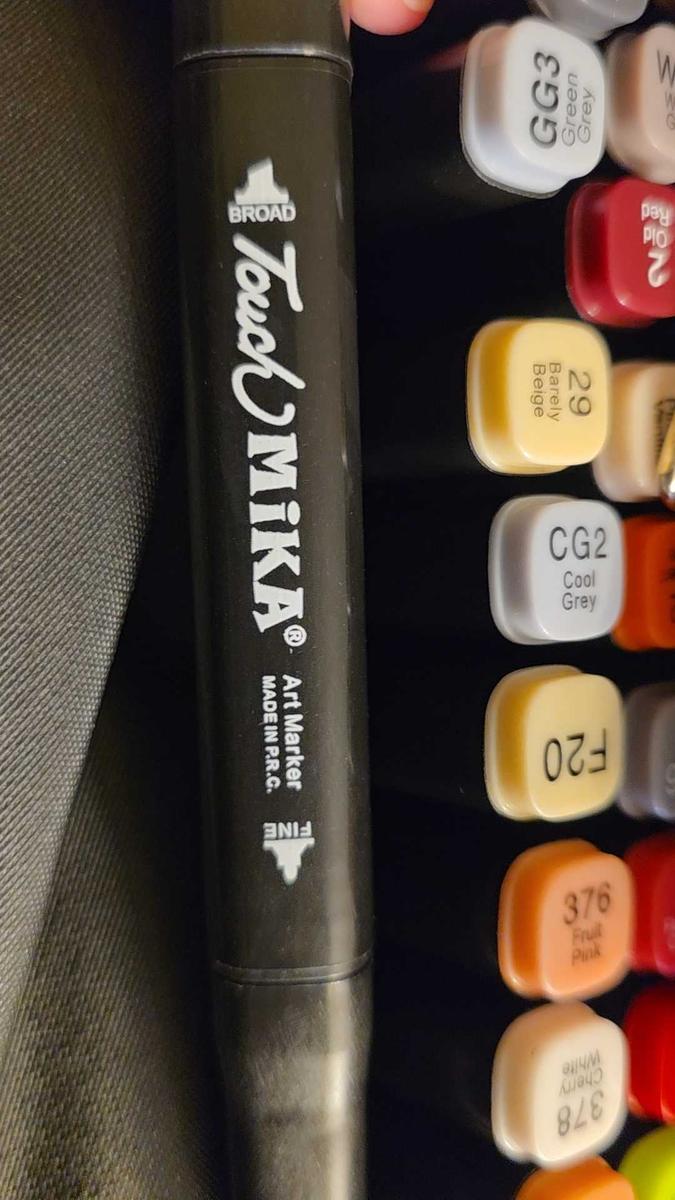 BROAD
Touch MiKA®
Art Marker
MADE IN P.R.C.
FINE
GG3
Green
Grey
2
Old
Red
29
Barely
Beige
CG2
Cool
Grey
F20
376
Fruit
Pink
378
Cherry
White